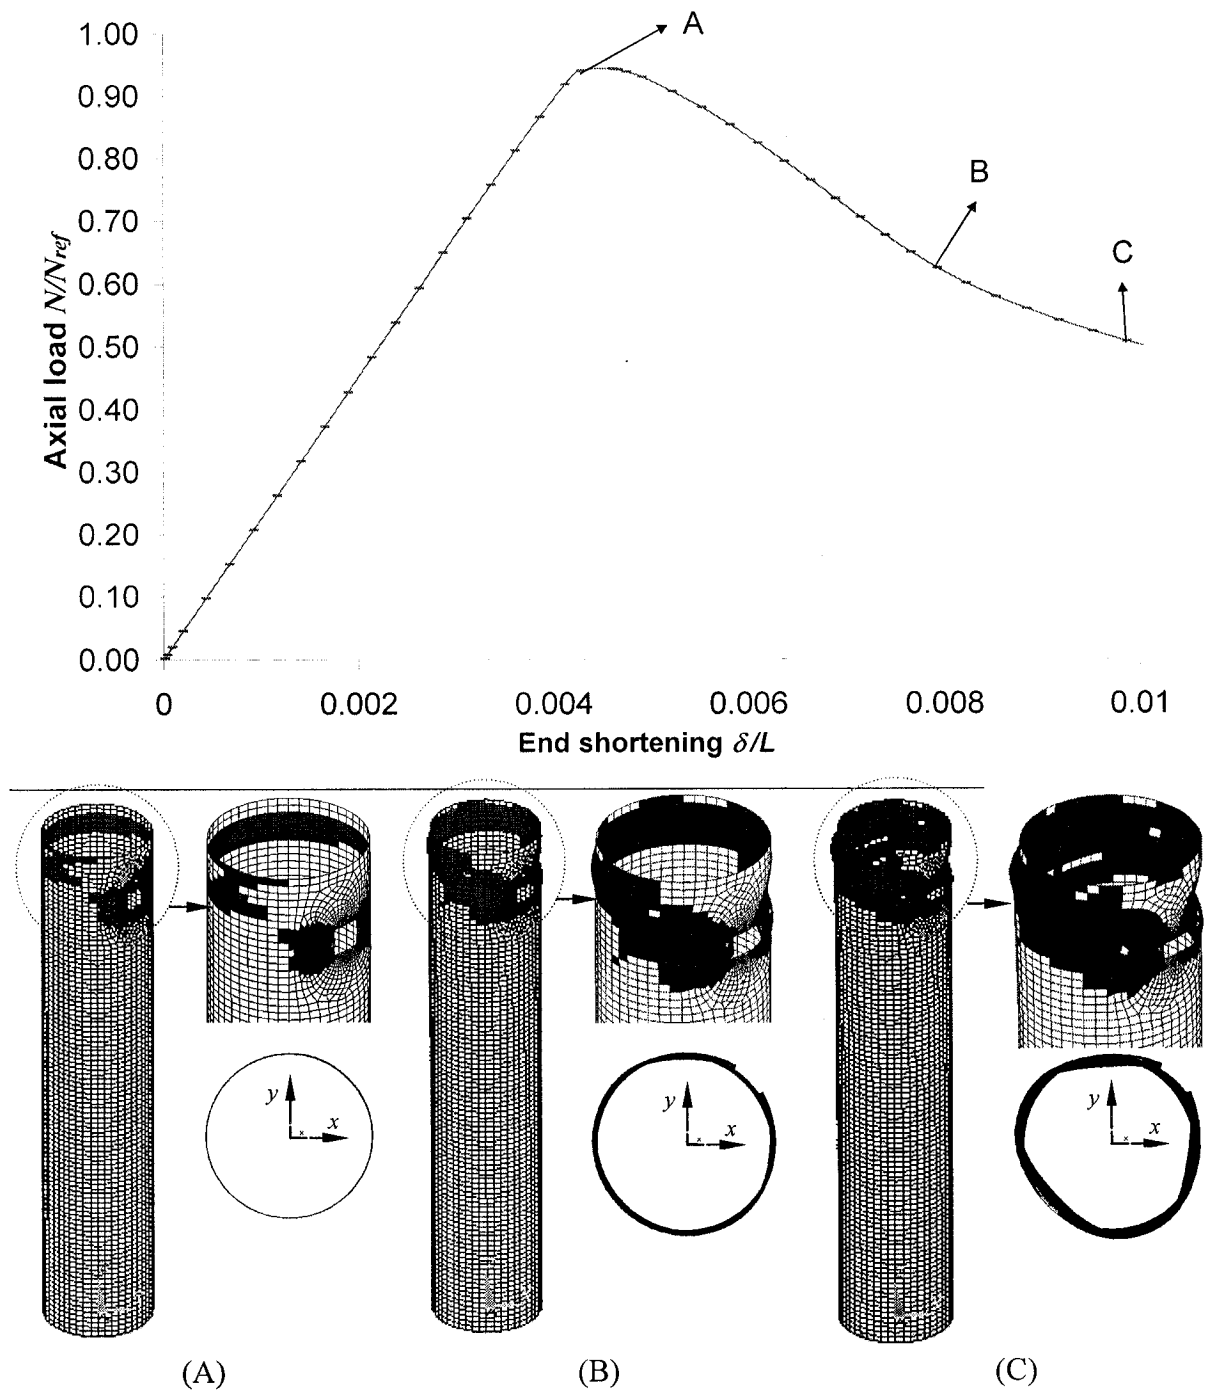 1.00
0.90
0.80
0.70
0.60
0.50
0.40
0.30
0.20
0.10
0.00
Axial load N/Nref
A
B
C
0 0.002 0.004 0.006 0.008 0.01
End shortening δ/L
y x
y x
y x
(A) (B) (C)